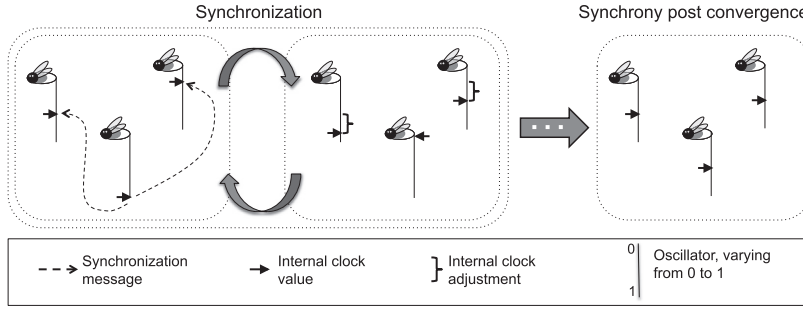 Synchronization
Synchrony post convergence
Synchronization
message
Internal clock
value
Internal clock
adjustment
0
1
Oscillator, varying
from 0 to 1